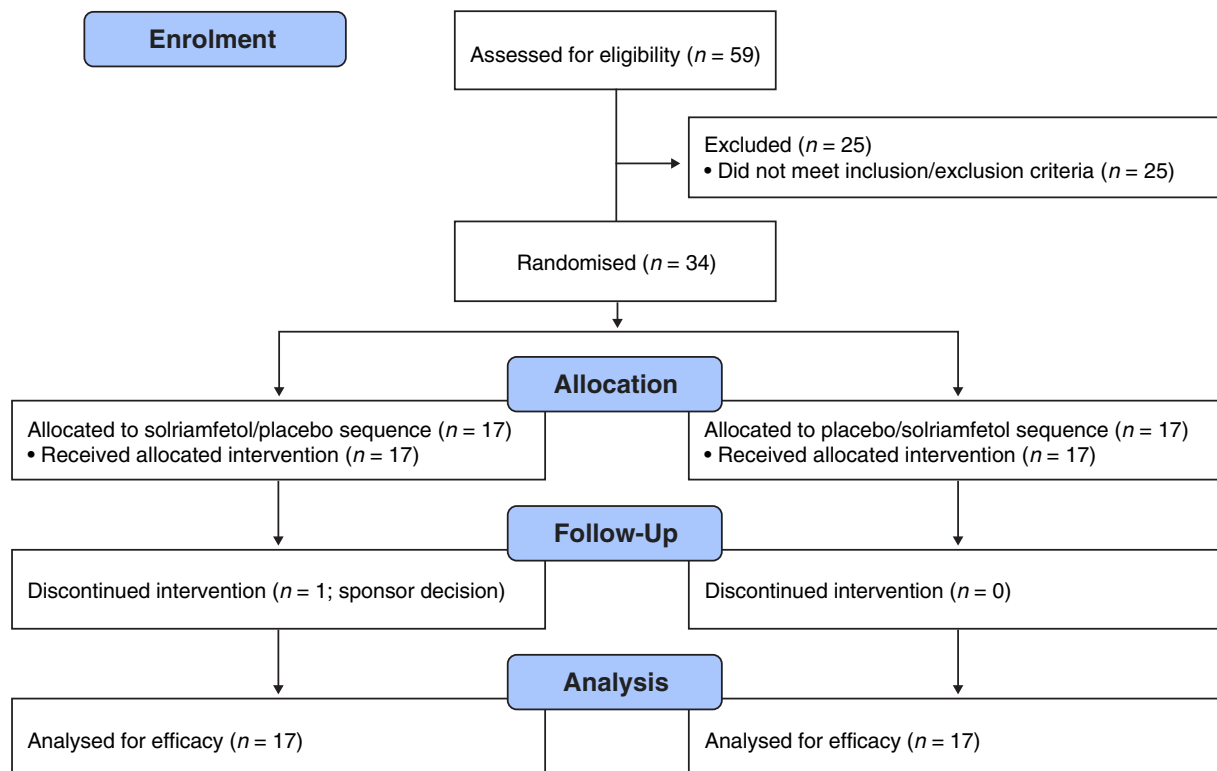 Enrolment
Assessed for eligibility (n = 59)
Excluded (n = 25)
• Did not meet inclusion/exclusion criteria (n = 25)
Randomised (n = 34)
Allocation
Allocated to solriamfetol/placebo sequence (n = 17)
• Received allocated intervention (n = 17)
Allocated to placebo/solriamfetol sequence (n = 17)
• Received allocated intervention (n = 17)
Follow-Up
Discontinued intervention (n = 1; sponsor decision)
Discontinued intervention (n = 0)
Analysis
Analysed for efficacy (n = 17)
Analysed for efficacy (n = 17)